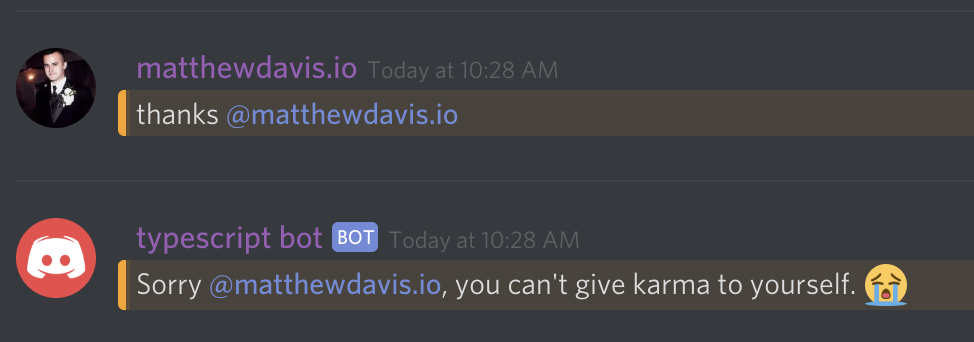 matthewdavis.io Today at 10:28 AM
thanks @matthewdavis.io
typescript bot BOT Today at 10:28 AM
Sorry @matthewdavis.io, you can't give karma to yourself. 😭